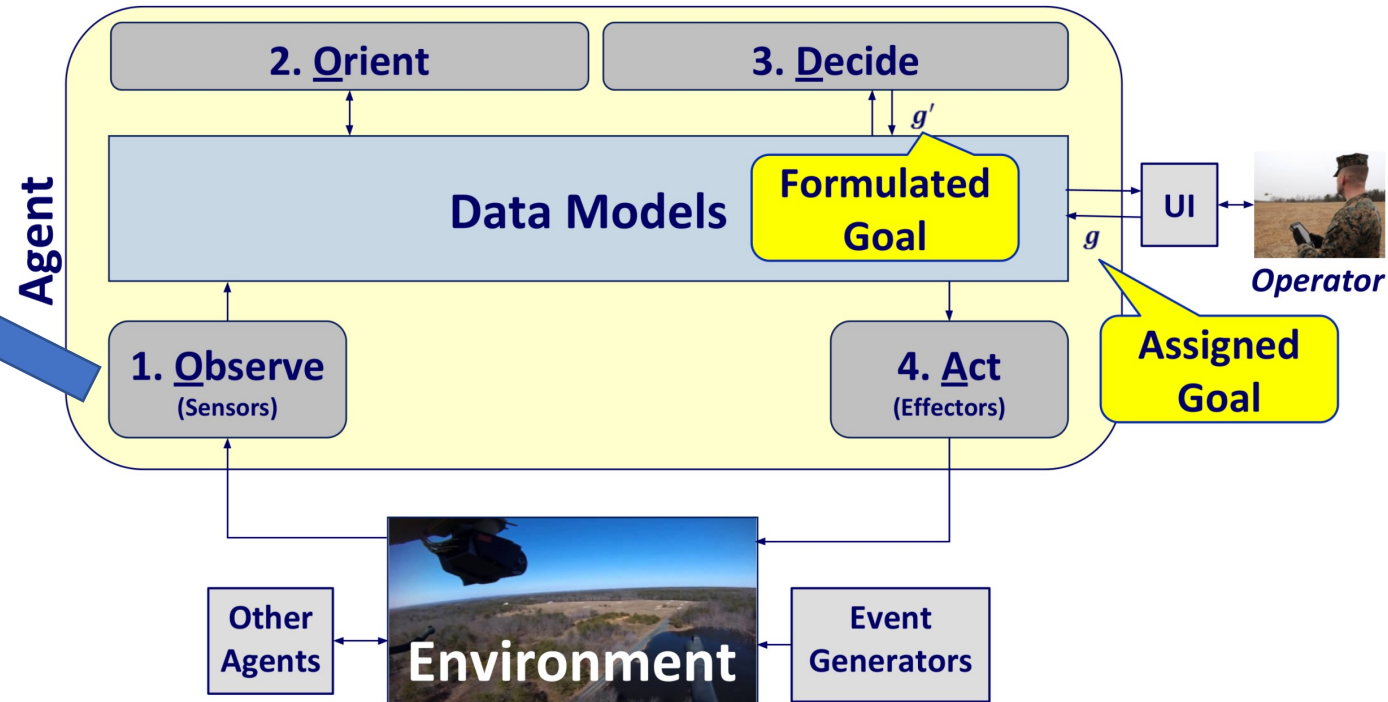 2. Orient
3. Decide
g′
Formulated
Goal
Data Models
UI
g
Operator
Agent
1. Observe
(Sensors)
4. Act
(Effectors)
Assigned
Goal
Other
Agents
Environment
Event
Generators